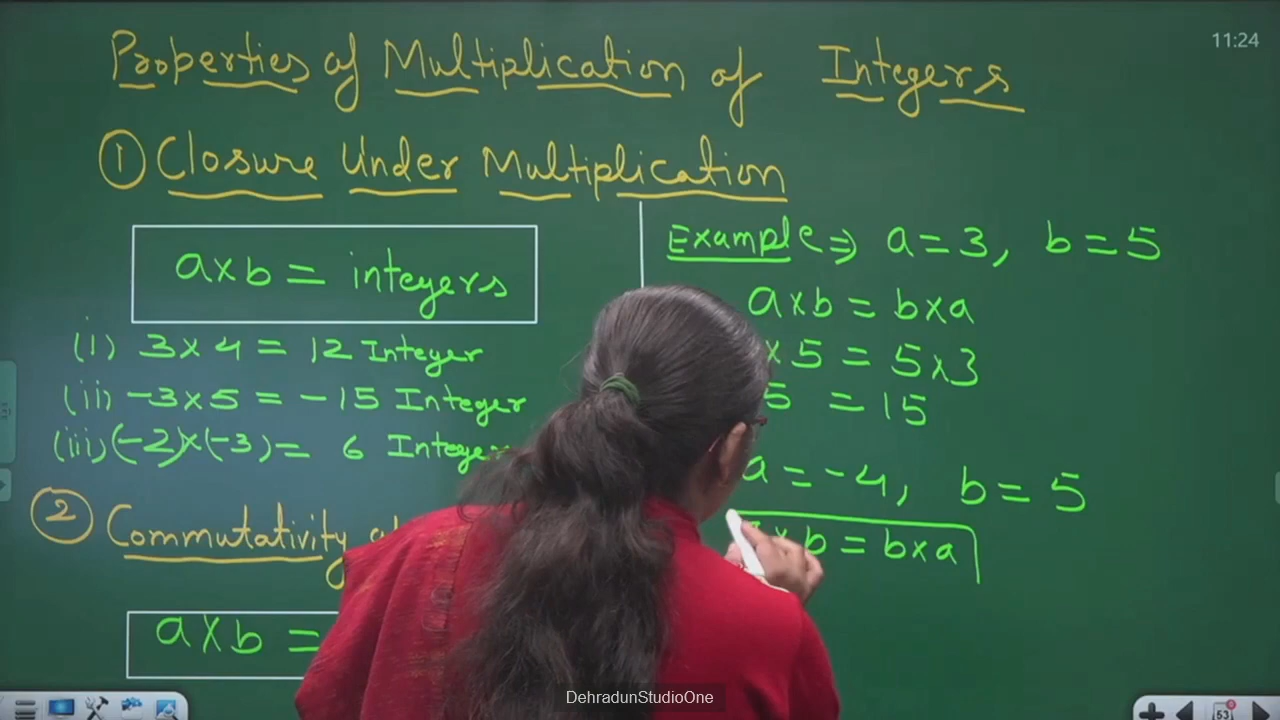 Properties of Multiplication of Integers
11:24
① Closure Under Multiplication
a×b = integers
(i) 3×4 = 12 Integer
(ii) -3×5 = -15 Integer
(iii) (-2)×(-3) = 6 Integer
② Commutativity
a×b =
Example ⇒ a = 3, b = 5
a×b = b×a
×5 = 5×3
5 = 15
a = -4, b = 5
×b = b×a
DehradunStudioOne
53